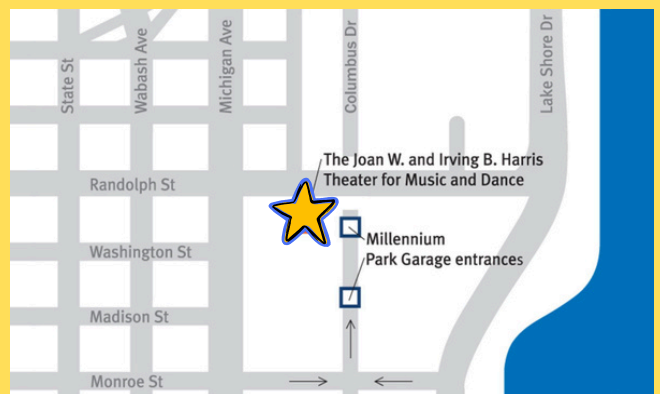 State St
Wabash Ave
Michigan Ave
Columbus Dr
Lake Shore Dr
The Joan W. and Irving B. Harris
Theater for Music and Dance
Randolph St
Millennium
Park Garage entrances
Washington St
Madison St
Monroe St